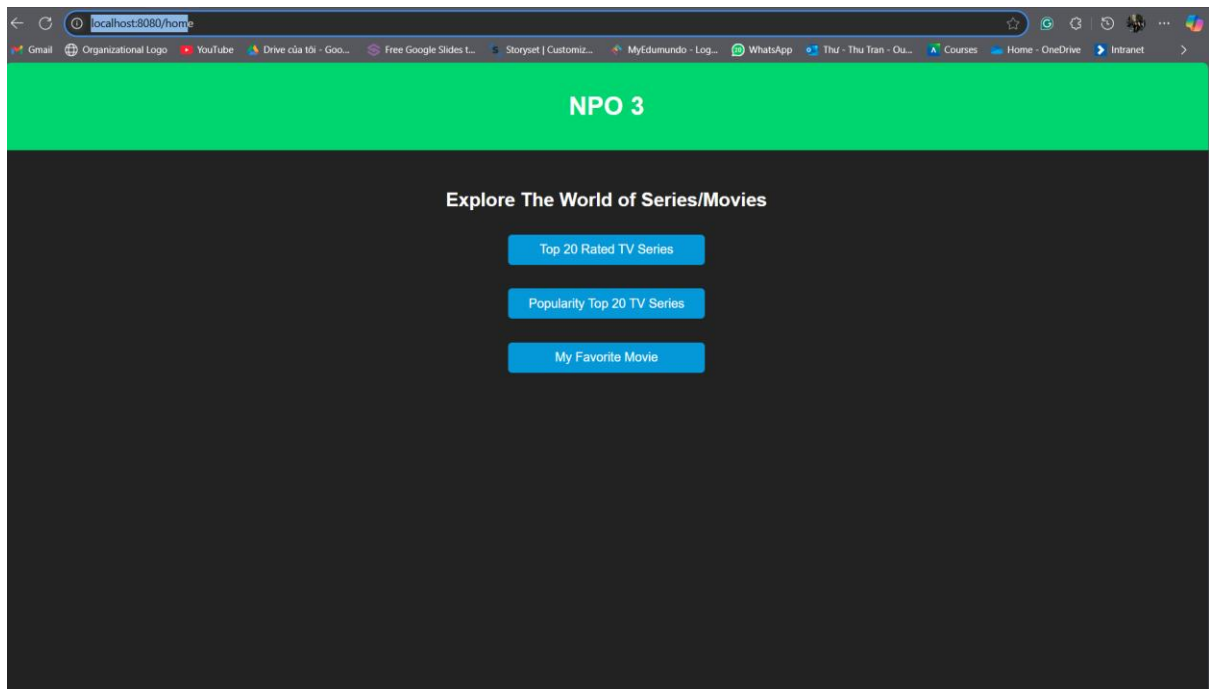 localhost:8080/home
Gmail Organizational Logo YouTube Drive của tôi - Goo... Free Google Slides t... Storyset | Customiz... MyEdumundo - Log... WhatsApp Thư - Thu Tran - Ou... Courses Home - OneDrive Intranet
NPO 3
Explore The World of Series/Movies
Top 20 Rated TV Series
Popularity Top 20 TV Series
My Favorite Movie